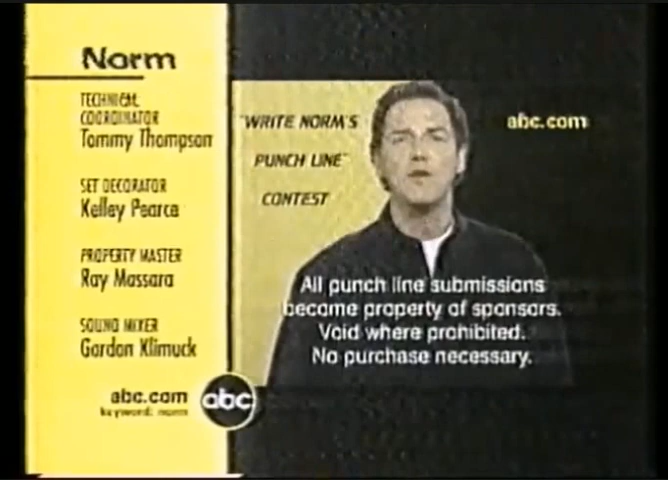 Norm
TECHNICAL
COORDINATOR
Tommy Thompson
SET DECORATOR
Kelley Pearce
PROPERTY MASTER
Ray Massara
SOUND MIXER
Gordon Klimuck
abc.com
keyword: norm
abc
"WRITE NORM'S
PUNCH LINE"
CONTEST
abc.com
All punch line submissions
become property of sponsors.
Void where prohibited.
No purchase necessary.